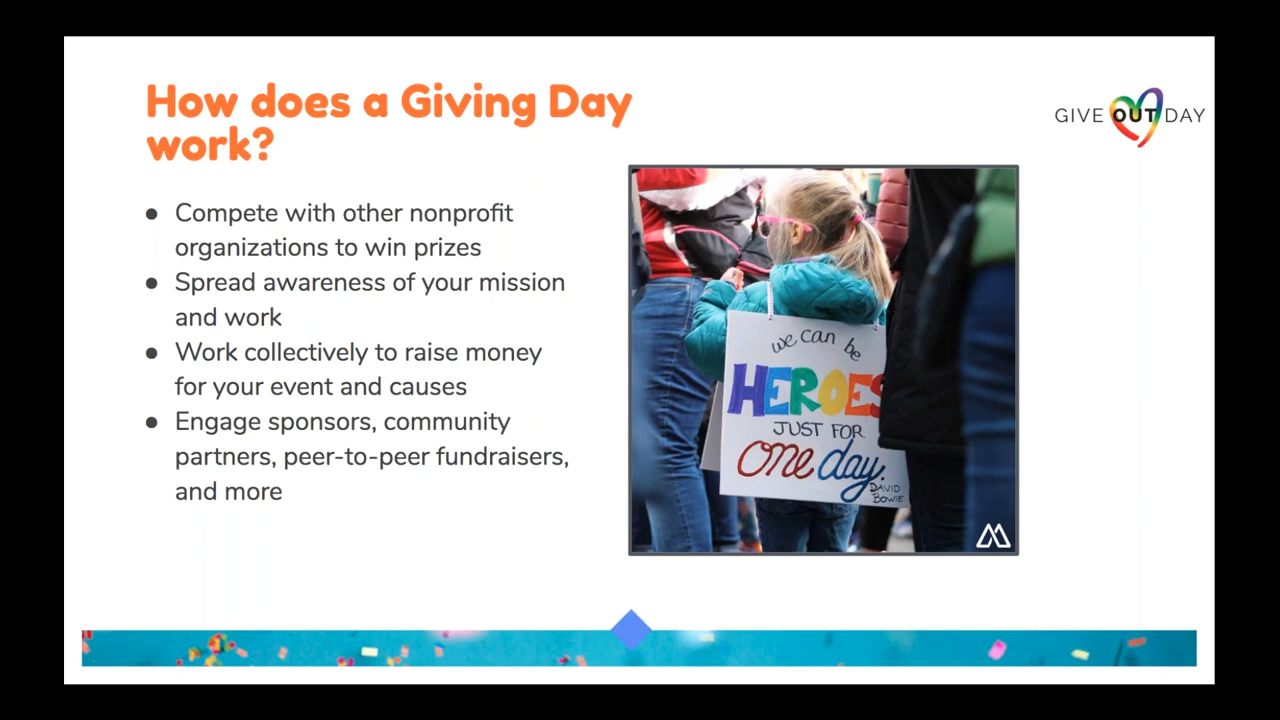 How does a Giving Day
work?
GIVE OUT DAY
● Compete with other nonprofit
organizations to win prizes
● Spread awareness of your mission
and work
● Work collectively to raise money
for your event and causes
● Engage sponsors, community
partners, peer-to-peer fundraisers,
and more
we can be
HEROES
JUST FOR
one day.
DAVID
BOWIE